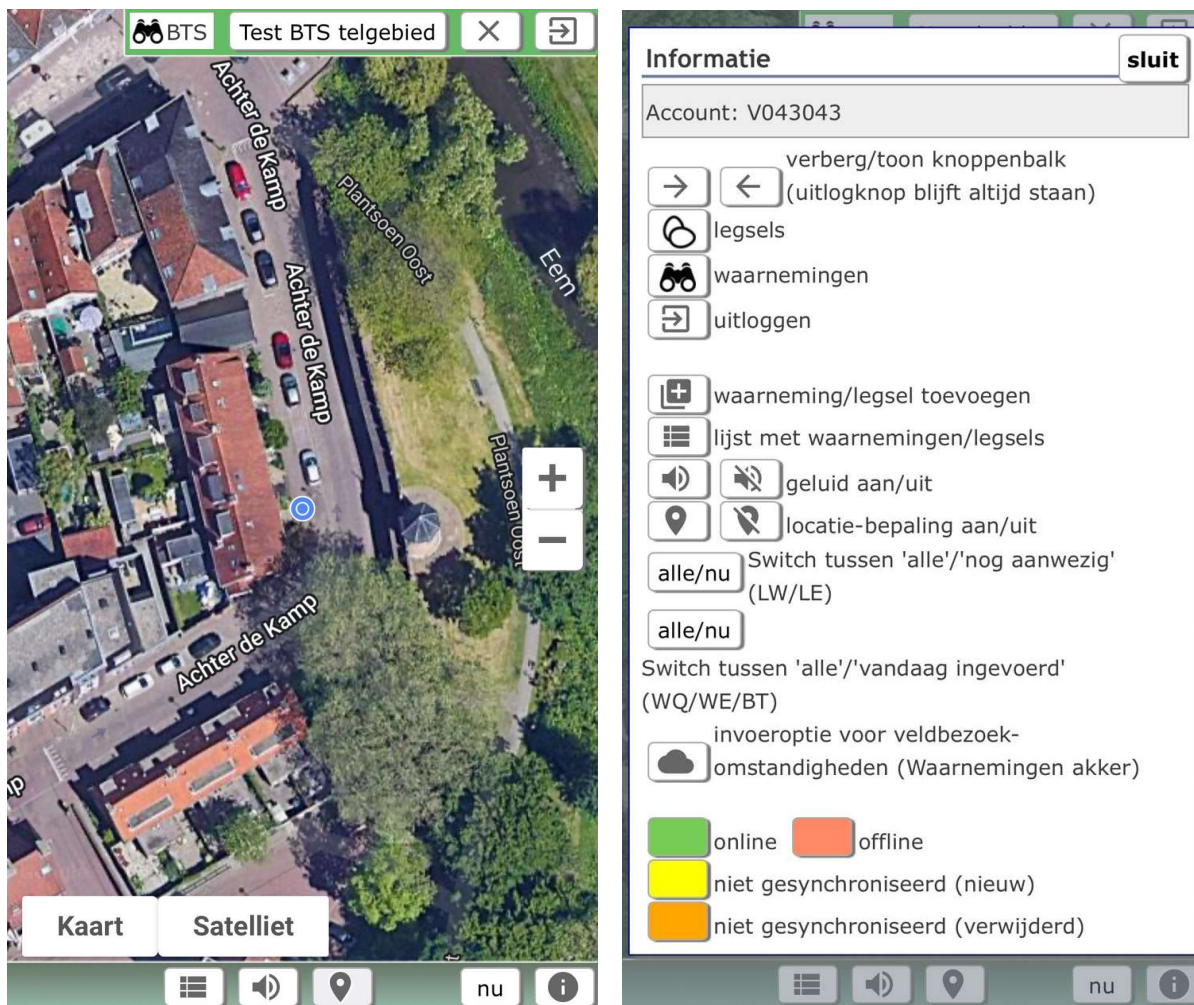 BTS
Test BTS telgebied
Achter de Kamp
Plantsoen Oost
Eem
Achter de Kamp
Plantsoen Oost
Achter de Kamp
Kaart
Satelliet
nu
Informatie
sluit
Account: V043043
verberg/toon knoppenbalk
(uitlogknop blijft altijd staan)
legsels
waarnemingen
uitloggen
waarneming/legsel toevoegen
lijst met waarnemingen/legsels
geluid aan/uit
locatie-bepaling aan/uit
alle/nu
Switch tussen 'alle'/'nog aanwezig'
(LW/LE)
alle/nu
Switch tussen 'alle'/'vandaag ingevoerd'
(WQ/WE/BT)
invoeroptie voor veldbezoek-
omstandigheden (Waarnemingen akker)
online
offline
niet gesynchroniseerd (nieuw)
niet gesynchroniseerd (verwijderd)
nu